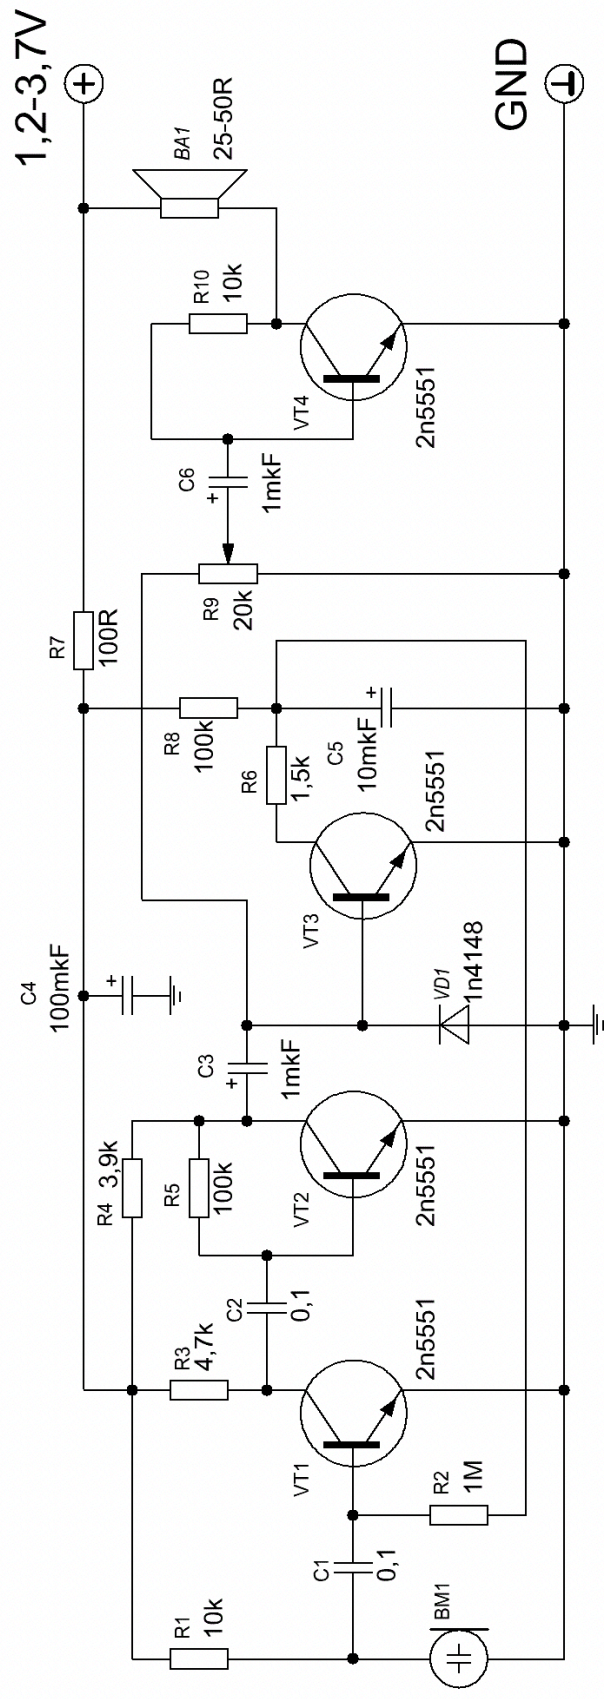 R1
10k
BM1
C1
0,1
R2
1M
VT1
2n5551
R3
4,7k
C2
0,1
R4
3,9k
R5
100k
VT2
2n5551
C3
+
1mkF
C4
100mkF
+
VD1
1n4148
VT3
2n5551
R6
1,5k
C5
10mkF
+
R8
100k
R7
100R
R9
20k
C6
+
1mkF
VT4
2n5551
R10
10k
BA1
25-50R
1,2-3,7V
+
GND